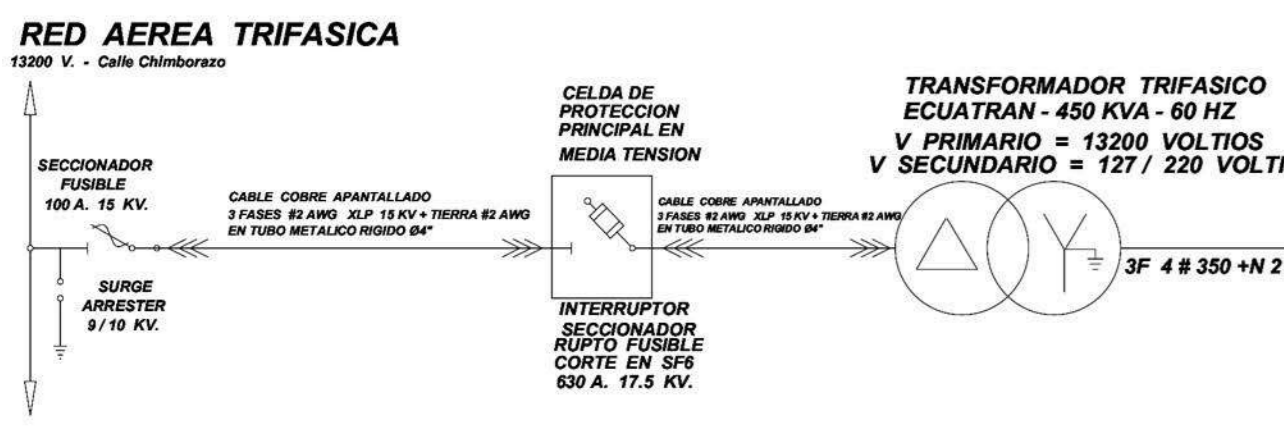 RED AEREA TRIFASICA
13200 V. - Calle Chimborazo
SECCIONADOR
FUSIBLE
100 A. 15 KV.
SURGE
ARRESTER
9 / 10 KV.
CABLE COBRE APANTALLADO
3 FASES #2 AWG XLP 15 KV + TIERRA #2 AWG
EN TUBO METALICO RIGIDO Ø4"
CELDA DE
PROTECCION
PRINCIPAL EN
MEDIA TENSION
INTERRUPTOR
SECCIONADOR
RUPTO FUSIBLE
CORTE EN SF6
630 A. 17.5 KV.
CABLE COBRE APANTALLADO
3 FASES #2 AWG XLP 15 KV + TIERRA #2 AWG
EN TUBO METALICO RIGIDO Ø4"
TRANSFORMADOR TRIFASICO
ECUATRAN - 450 KVA - 60 HZ
V PRIMARIO = 13200 VOLTIOS
V SECUNDARIO = 127 / 220 VOLTI
3F 4 # 350 +N 2